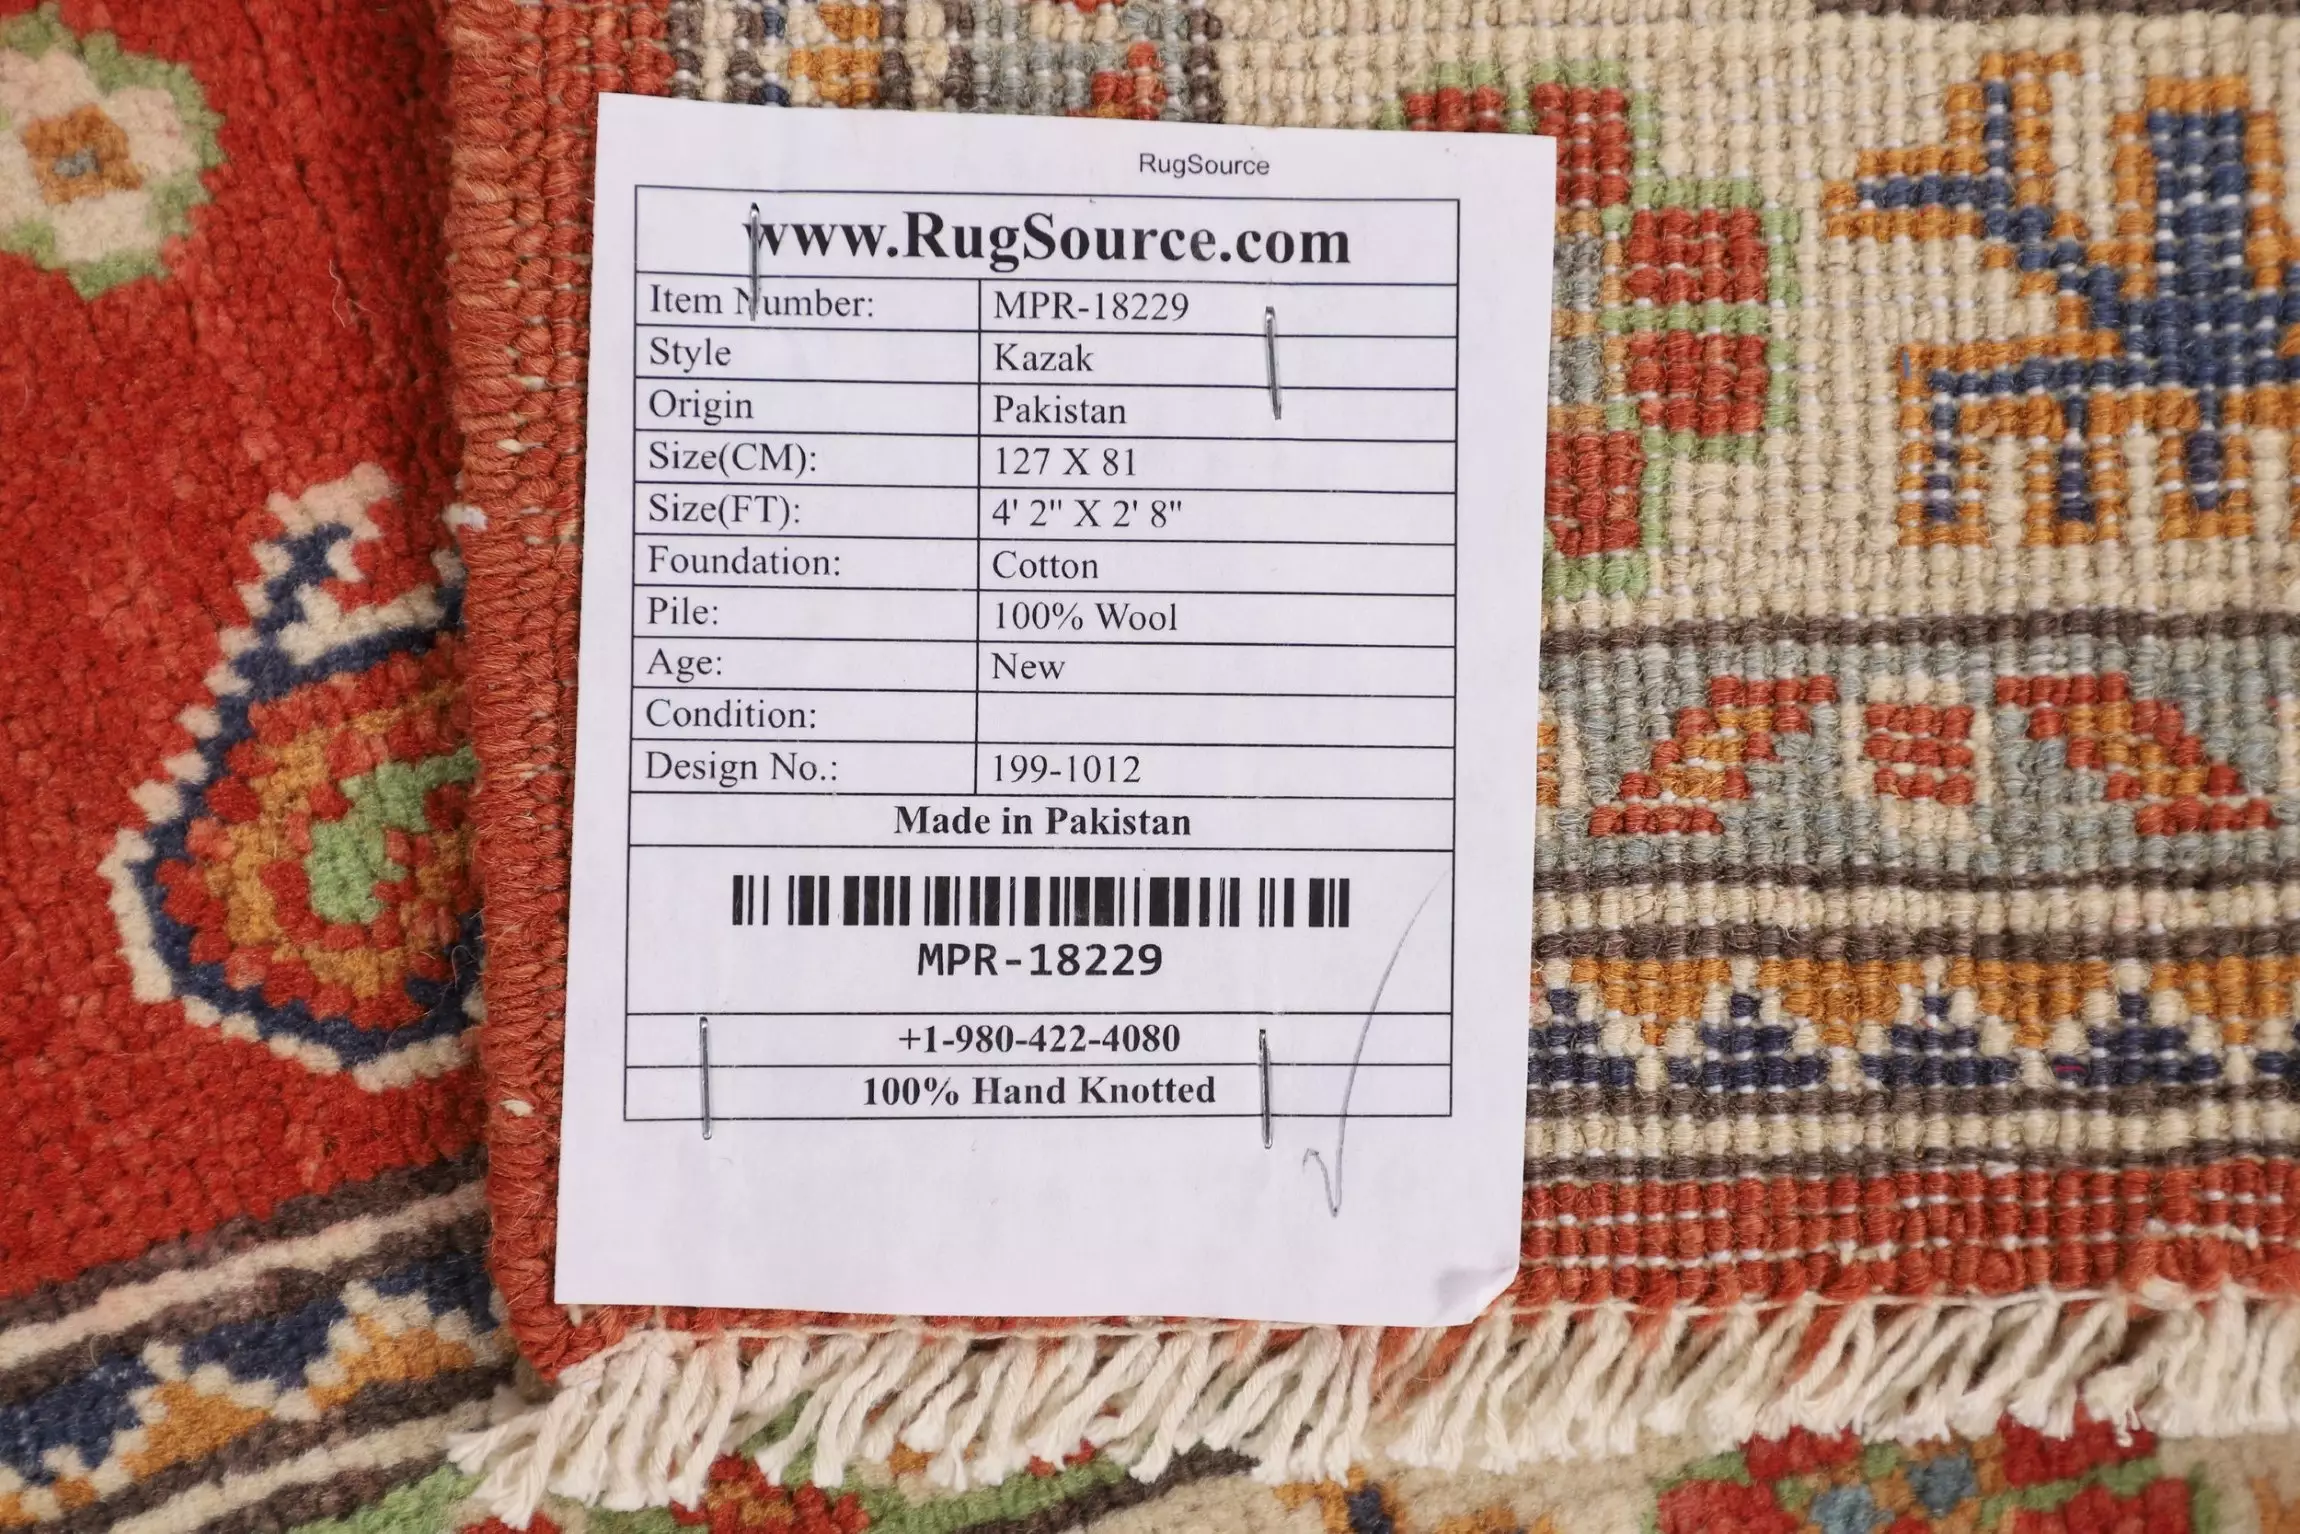 RugSource
www.RugSource.com
Item Number: MPR-18229
Style Kazak
Origin Pakistan
Size(CM): 127 X 81
Size(FT): 4' 2" X 2' 8"
Foundation: Cotton
Pile: 100% Wool
Age: New
Condition:
Design No.: 199-1012
Made in Pakistan
MPR-18229
+1-980-422-4080
100% Hand Knotted